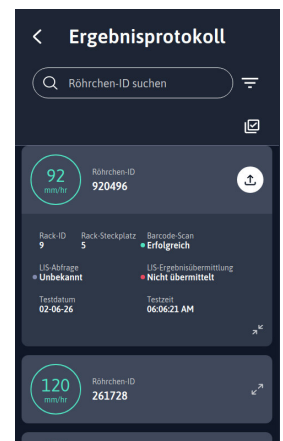 Ergebnisprotokoll
Röhrchen-ID suchen
92
mm/hr
Röhrchen-ID
920496
Rack-ID Rack-Steckplatz Barcode-Scan
9 5 Erfolgreich
LIS-Abfrage LIS-Ergebnisübermittlung
Unbekannt Nicht übermittelt
Testdatum Testzeit
02-06-26 06:06:21 AM
120
mm/hr
Röhrchen-ID
261728